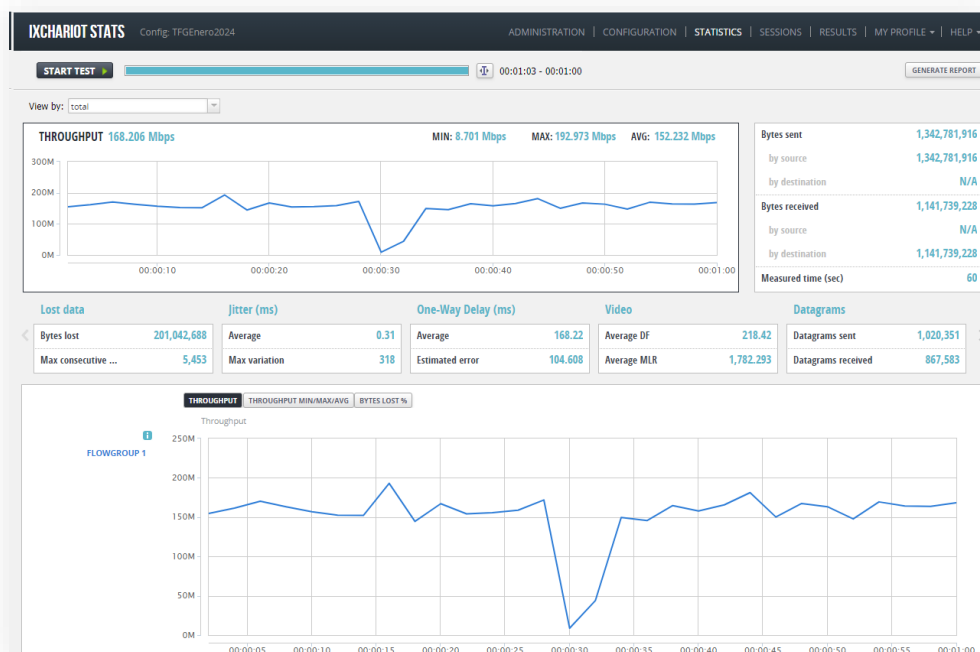 IXCHARIOT STATS Config: TFGEnero2024 ADMINISTRATION | CONFIGURATION | STATISTICS | SESSIONS | RESULTS | MY PROFILE | HELP
START TEST 00:01:03 - 00:01:00 GENERATE REPORT
View by: total
THROUGHPUT 168.206 Mbps MIN: 8.701 Mbps MAX: 192.973 Mbps AVG: 152.232 Mbps
300M
200M
100M
0M
00:00:10 00:00:20 00:00:30 00:00:40 00:00:50 00:01:00
Bytes sent 1,342,781,916
by source 1,342,781,916
by destination N/A
Bytes received 1,141,739,228
by source N/A
by destination 1,141,739,228
Measured time (sec) 60
Lost data
Bytes lost 201,042,688
Max consecutive ... 5,453
Jitter (ms)
Average 0.31
Max variation 318
One-Way Delay (ms)
Average 168.22
Estimated error 104.608
Video
Average DF 218.42
Average MLR 1,782.293
Datagrams
Datagrams sent 1,020,351
Datagrams received 867,583
THROUGHPUT THROUGHPUT MIN/MAX/AVG BYTES LOST %
Throughput
FLOWGROUP 1
250M
200M
150M
100M
50M
0M
00:00:05 00:00:10 00:00:15 00:00:20 00:00:25 00:00:30 00:00:35 00:00:40 00:00:45 00:00:50 00:00:55 00:01:00